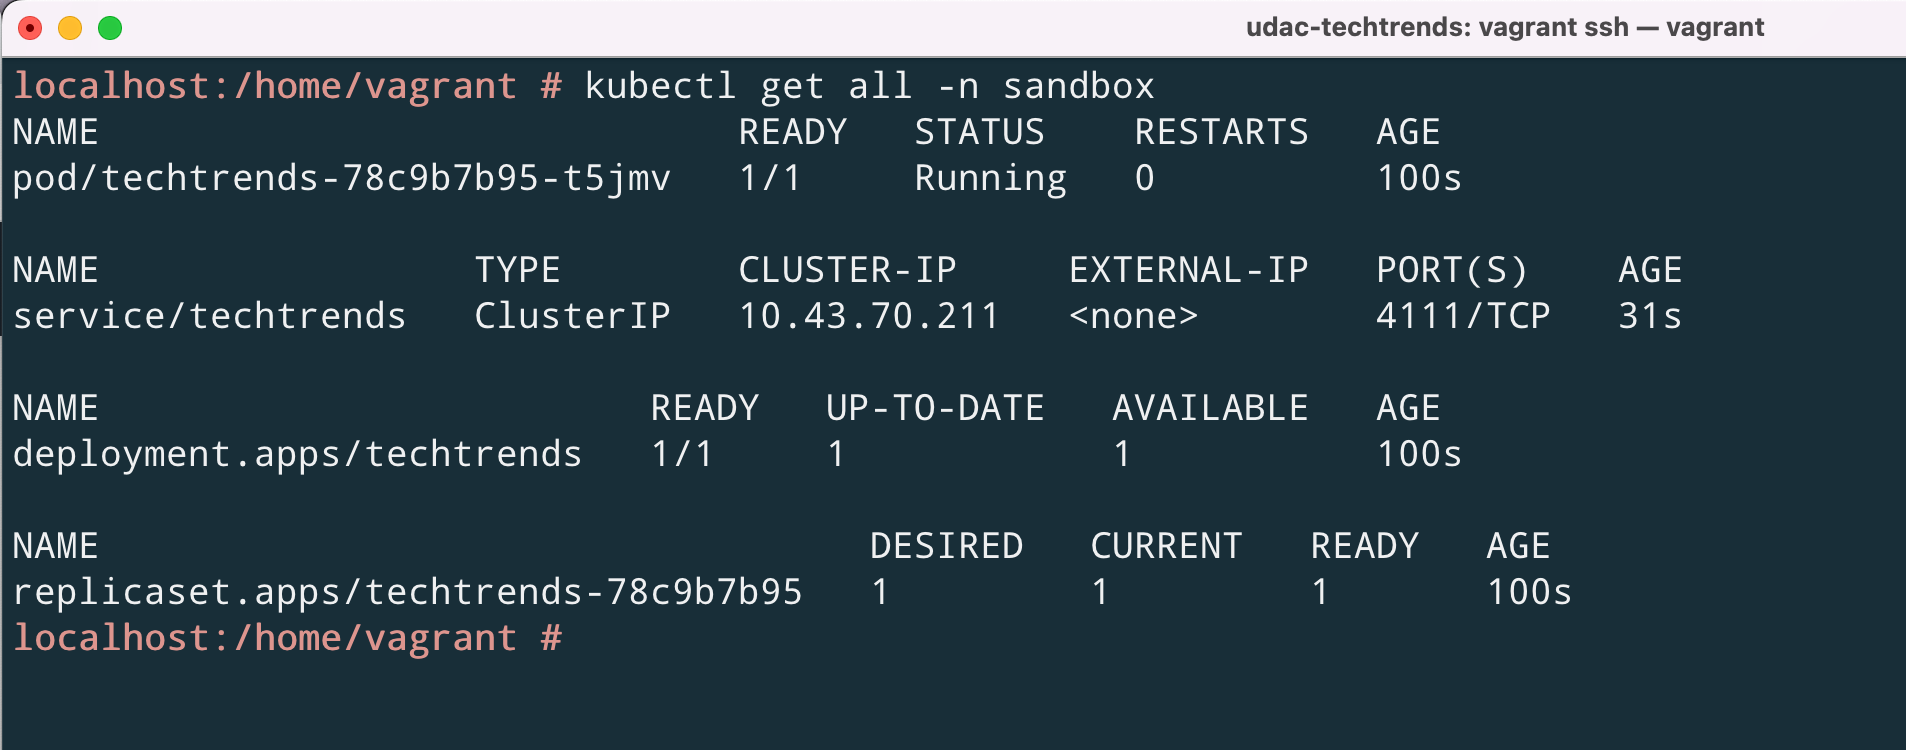 udac-techtrends: vagrant ssh — vagrant
localhost:/home/vagrant # kubectl get all -n sandbox
NAME                             READY   STATUS    RESTARTS   AGE
pod/techtrends-78c9b7b95-t5jmv   1/1     Running   0          100s

NAME                 TYPE        CLUSTER-IP     EXTERNAL-IP   PORT(S)    AGE
service/techtrends   ClusterIP   10.43.70.211   <none>        4111/TCP   31s

NAME                         READY   UP-TO-DATE   AVAILABLE   AGE
deployment.apps/techtrends   1/1     1            1           100s

NAME                                   DESIRED   CURRENT   READY   AGE
replicaset.apps/techtrends-78c9b7b95   1         1         1       100s
localhost:/home/vagrant #